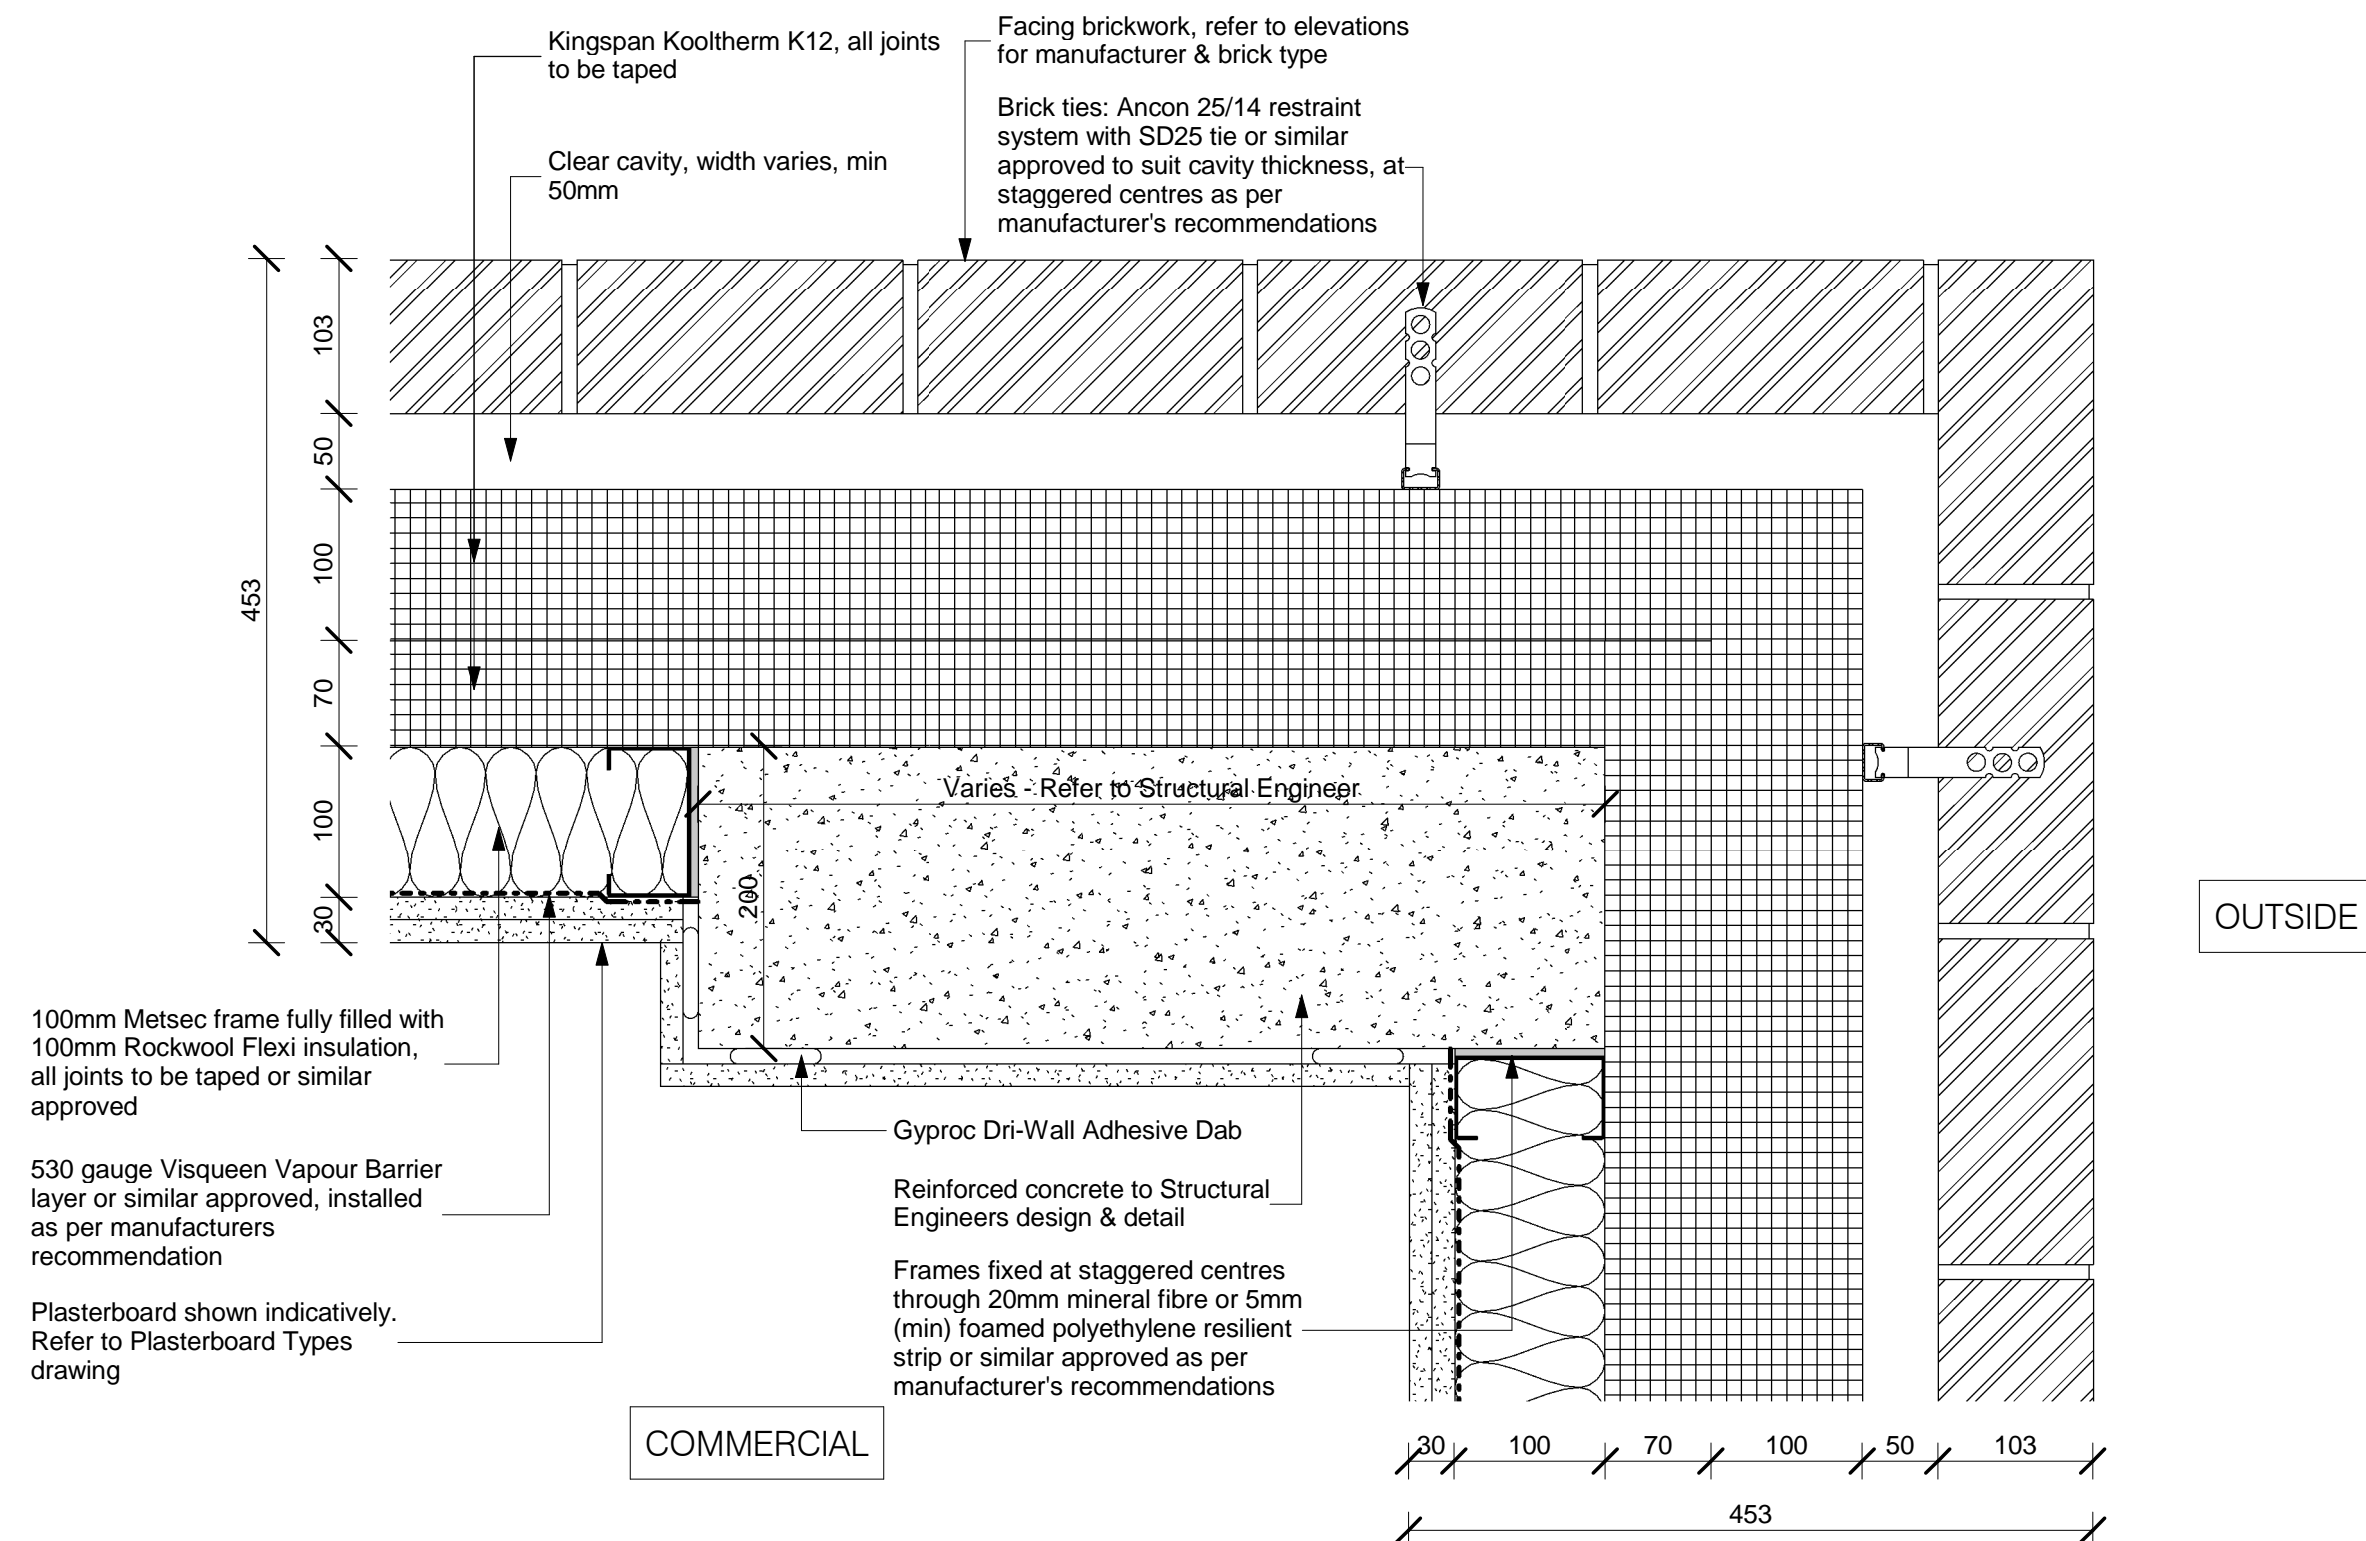 Kingspan Kooltherm K12, all joints
to be taped
Facing brickwork, refer to elevations
for manufacturer & brick type
Brick ties: Ancon 25/14 restraint
system with SD25 tie or similar
approved to suit cavity thickness, at
staggered centres as per
manufacturer's recommendations
Clear cavity, width varies, min
50mm
453
103
50
100
70
100
30
Varies - Refer to Structural Engineer
200
OUTSIDE
100mm Metsec frame fully filled with
100mm Rockwool Flexi insulation,
all joints to be taped or similar
approved
530 gauge Visqueen Vapour Barrier
layer or similar approved, installed
as per manufacturers
recommendation
Plasterboard shown indicatively.
Refer to Plasterboard Types
drawing
Gyproc Dri-Wall Adhesive Dab
Reinforced concrete to Structural
Engineers design & detail
Frames fixed at staggered centres
through 20mm mineral fibre or 5mm
(min) foamed polyethylene resilient
strip or similar approved as per
manufacturer's recommendations
COMMERCIAL
30 100 70 100 50 103
453